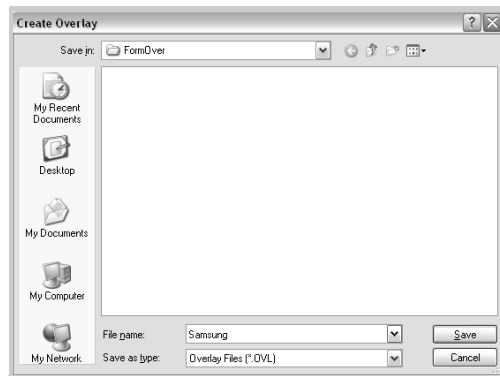 Create Overlay
Save in:
FormOver
My Recent
Documents
Desktop
My Documents
My Computer
My Network
File name:
Samsung
Save
Save as type:
Overlay Files (*.OVL)
Cancel